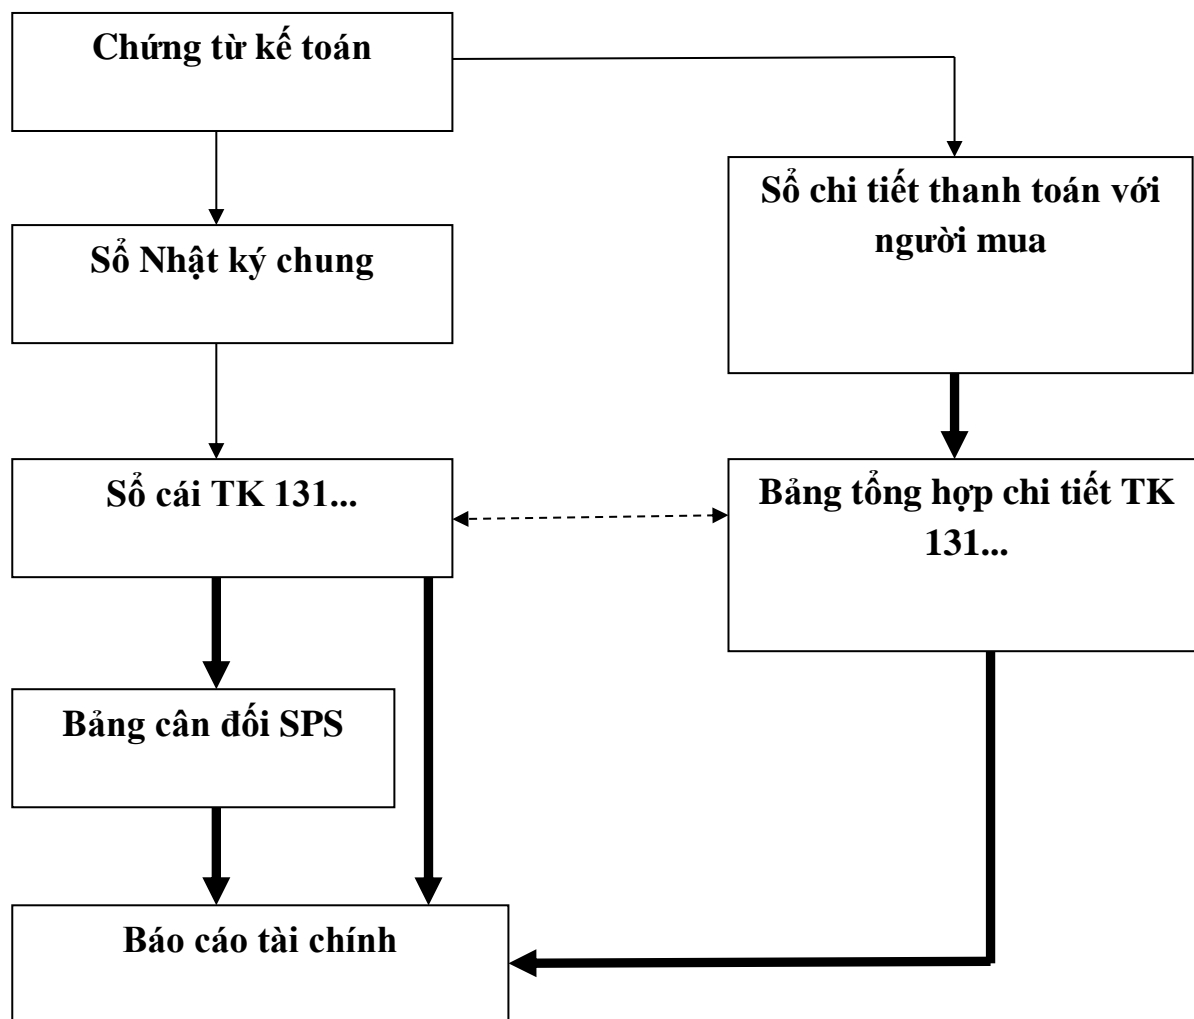 Chứng từ kế toán
Sổ chi tiết thanh toán với
người mua
Sổ Nhật ký chung
Sổ cái TK 131...
Bảng tổng hợp chi tiết TK
131...
Bảng cân đối SPS
Báo cáo tài chính